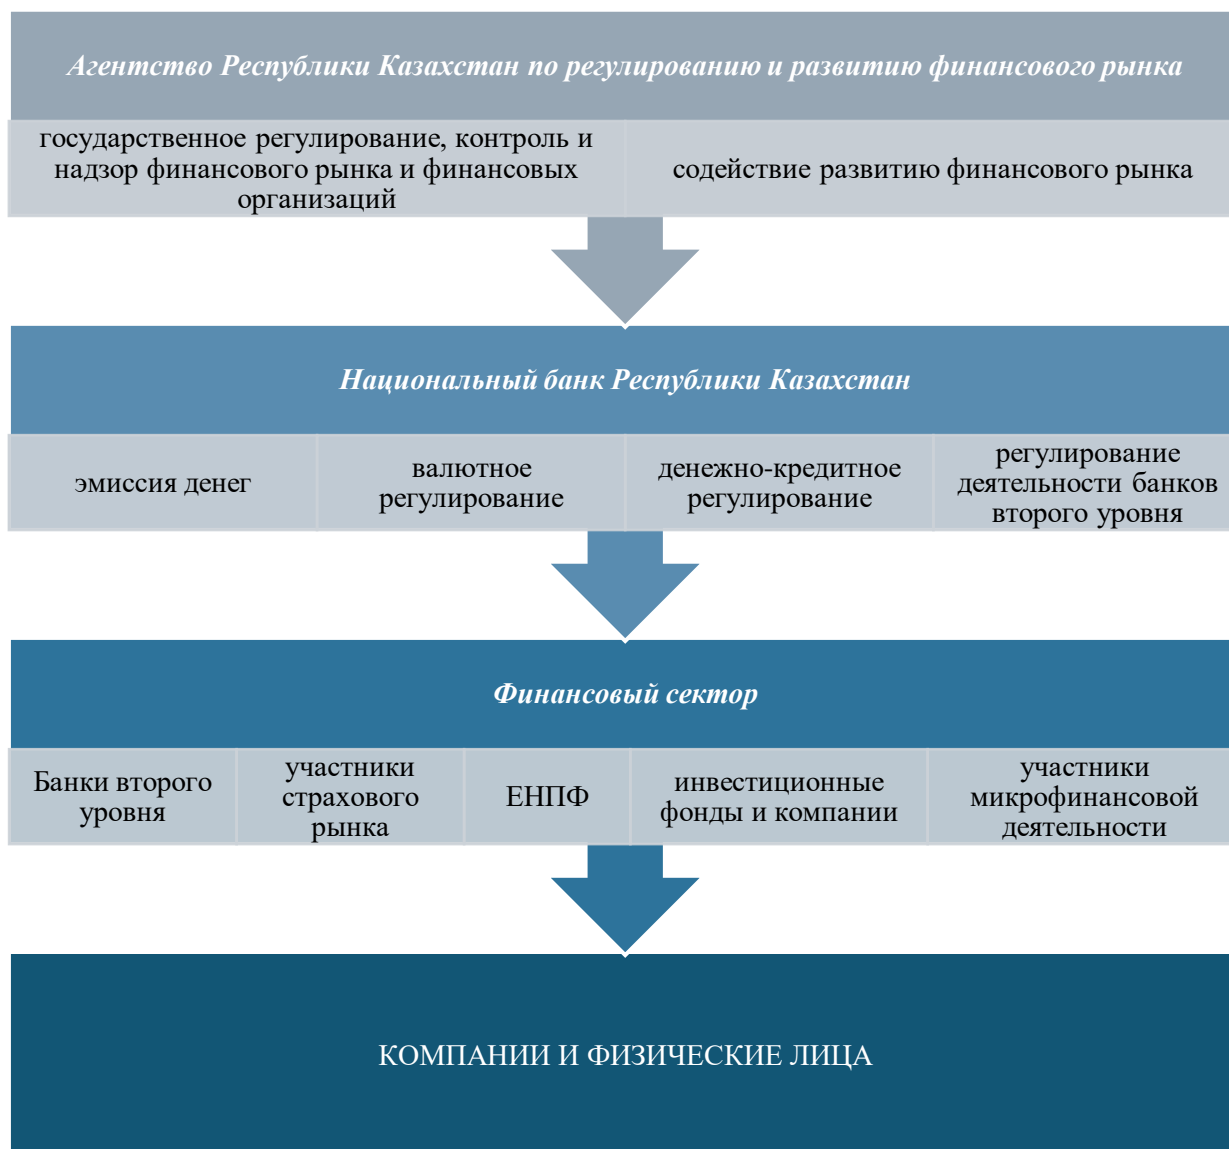 Агентство Республики Казахстан по регулированию и развитию финансового рынка
государственное регулирование, контроль и
надзор финансового рынка и финансовых
организаций
содействие развитию финансового рынка
Национальный банк Республики Казахстан
эмиссия денег
валютное
регулирование
денежно-кредитное
регулирование
регулирование
деятельности банков
второго уровня
Финансовый сектор
Банки второго
уровня
участники
страхового
рынка
ЕНПФ
инвестиционные
фонды и компании
участники
микрофинансовой
деятельности
КОМПАНИИ И ФИЗИЧЕСКИЕ ЛИЦА